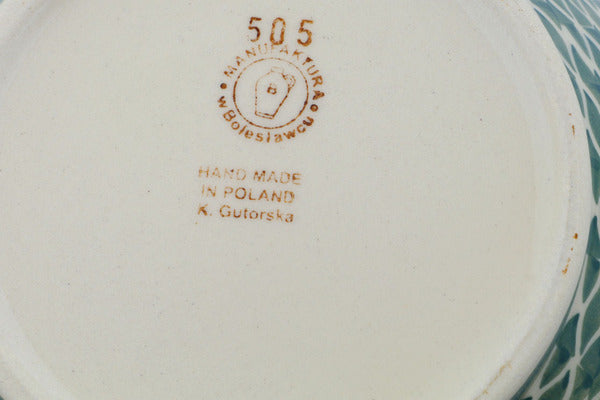 505
MANUFAKTURA
w Bolesławcu
B
HAND MADE
IN POLAND
K. Gutorska